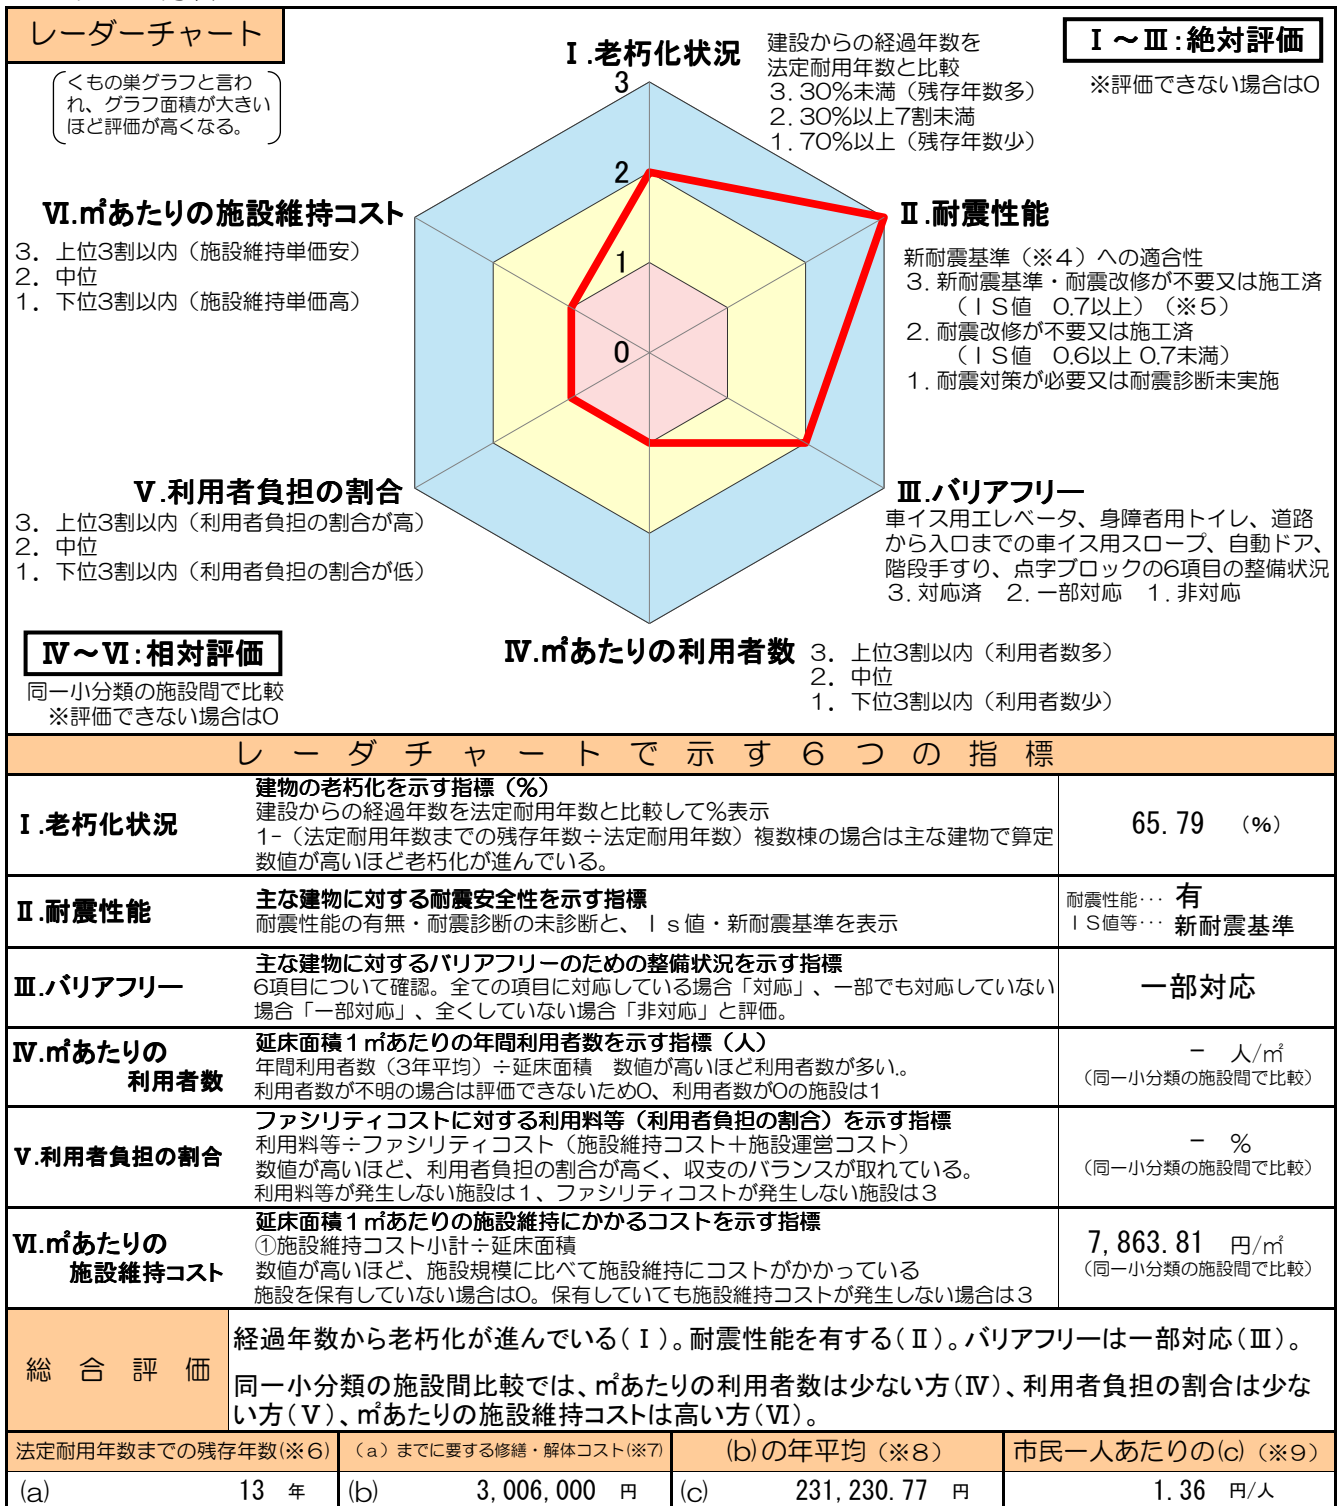 レーダーチャート
くもの巣グラフと言わ
れ、グラフ面積が大きい
ほど評価が高くなる。
Ⅰ.老朽化状況
建設からの経過年数を
法定耐用年数と比較
3.30%未満（残存年数多）
2.30%以上7割未満
1.70%以上（残存年数少）
Ⅰ～Ⅲ:絶対評価
※評価できない場合は0
3
2
1
0
Ⅵ.㎡あたりの施設維持コスト
3. 上位3割以内（施設維持単価安）
2. 中位
1. 下位3割以内（施設維持単価高）
Ⅱ.耐震性能
新耐震基準（※4）への適合性
3.新耐震基準・耐震改修が不要又は施工済
（ＩＳ値　0.7以上）（※5）
2.耐震改修が不要又は施工済
（ＩＳ値　0.6以上 0.7未満）
1.耐震対策が必要又は耐震診断未実施
Ⅴ.利用者負担の割合
3. 上位3割以内（利用者負担の割合が高）
2. 中位
1. 下位3割以内（利用者負担の割合が低）
Ⅲ.バリアフリー
車イス用エレベータ、身障者用トイレ、道路
から入口までの車イス用スロープ、自動ドア、
階段手すり、点字ブロックの6項目の整備状況
3.対応済　2.一部対応　1.非対応
Ⅳ～Ⅵ:相対評価
同一小分類の施設間で比較
※評価できない場合は0
Ⅳ.㎡あたりの利用者数
3. 上位3割以内（利用者数多）
2. 中位
1. 下位3割以内（利用者数少）
レーダチャートで示す6つの指標
Ⅰ.老朽化状況
建物の老朽化を示す指標（%）
建設からの経過年数を法定耐用年数と比較して%表示
1-（法定耐用年数までの残存年数÷法定耐用年数）複数棟の場合は主な建物で算定
数値が高いほど老朽化が進んでいる。
65.79　（%）
Ⅱ.耐震性能
主な建物に対する耐震安全性を示す指標
耐震性能の有無・耐震診断の未診断と、Ｉｓ値・新耐震基準を表示
耐震性能… 有
ＩＳ値等… 新耐震基準
Ⅲ.バリアフリー
主な建物に対するバリアフリーのための整備状況を示す指標
6項目について確認。全ての項目に対応している場合「対応」、一部でも対応していない
場合「一部対応」、全くしていない場合「非対応」と評価。
一部対応
Ⅳ.㎡あたりの
利用者数
延床面積1㎡あたりの年間利用者数を示す指標（人）
年間利用者数（3年平均）÷延床面積　数値が高いほど利用者数が多い。
利用者数が不明の場合は評価できないため0、利用者数が0の施設は1
－　人/㎡
（同一小分類の施設間で比較）
Ⅴ.利用者負担の割合
ファシリティコストに対する利用料等（利用者負担の割合）を示す指標
利用料等÷ファシリティコスト（施設維持コスト＋施設運営コスト）
数値が高いほど、利用者負担の割合が高く、収支のバランスが取れている。
利用料等が発生しない施設は1、ファシリティコストが発生しない施設は3
－　%
（同一小分類の施設間で比較）
Ⅵ.㎡あたりの
施設維持コスト
延床面積1㎡あたりの施設維持にかかるコストを示す指標
①施設維持コスト小計÷延床面積
数値が高いほど、施設規模に比べて施設維持にコストがかかっている
施設を保有していない場合は0。保有していても施設維持コストが発生しない場合は3
7,863.81　円/㎡
（同一小分類の施設間で比較）
総合評価
経過年数から老朽化が進んでいる(Ⅰ)。耐震性能を有する(Ⅱ)。バリアフリーは一部対応(Ⅲ)。
同一小分類の施設間比較では、㎡あたりの利用者数は少ない方(Ⅳ)、利用者負担の割合は少な
い方(Ⅴ)、㎡あたりの施設維持コストは高い方(Ⅵ)。
法定耐用年数までの残存年数(※6)
（a）までに要する修繕・解体コスト(※7)
(b)の年平均（※8）
市民一人あたりの(c)（※9）
(a)　13　年
(b)　3,006,000　円
(c)　231,230.77　円
1.36　円/人